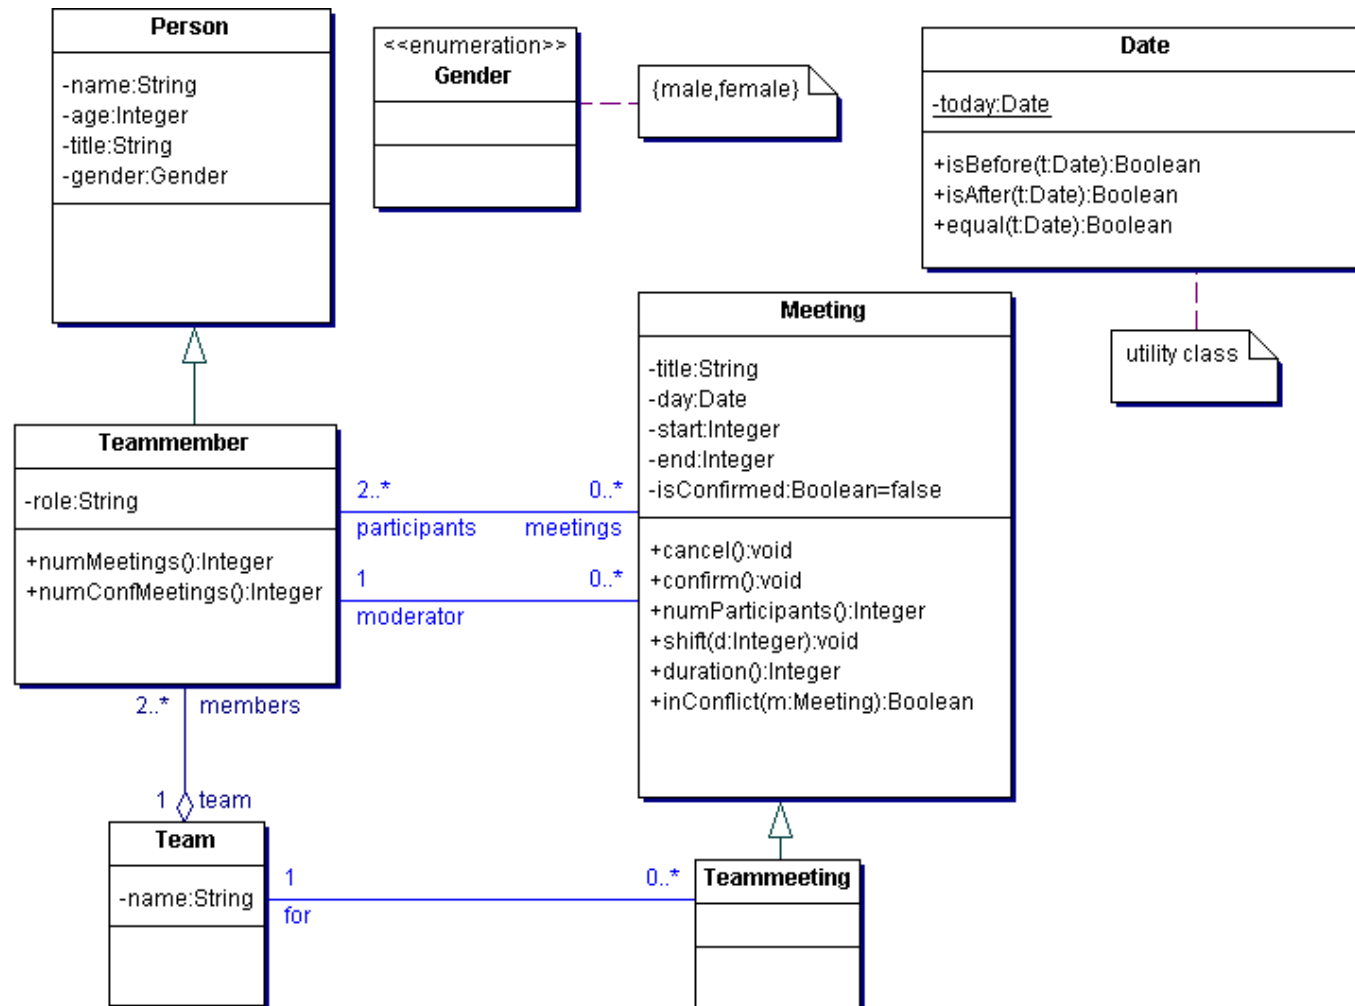 Person
-name:String
-age:Integer
-title:String
-gender:Gender
<<enumeration>>
Gender
{male,female}
Date
-today:Date
+isBefore(t:Date):Boolean
+isAfter(t:Date):Boolean
+equal(t:Date):Boolean
utility class
Meeting
-title:String
-day:Date
-start:Integer
-end:Integer
-isConfirmed:Boolean=false
+cancel():void
+confirm():void
+numParticipants():Integer
+shift(d:Integer):void
+duration():Integer
+inConflict(m:Meeting):Boolean
Teammember
-role:String
+numMeetings():Integer
+numConfMeetings():Integer
2..* 0..*
participants meetings
1 0..*
moderator
2..* members
1 team
Team
-name:String
1 0..*
for
Teammeeting